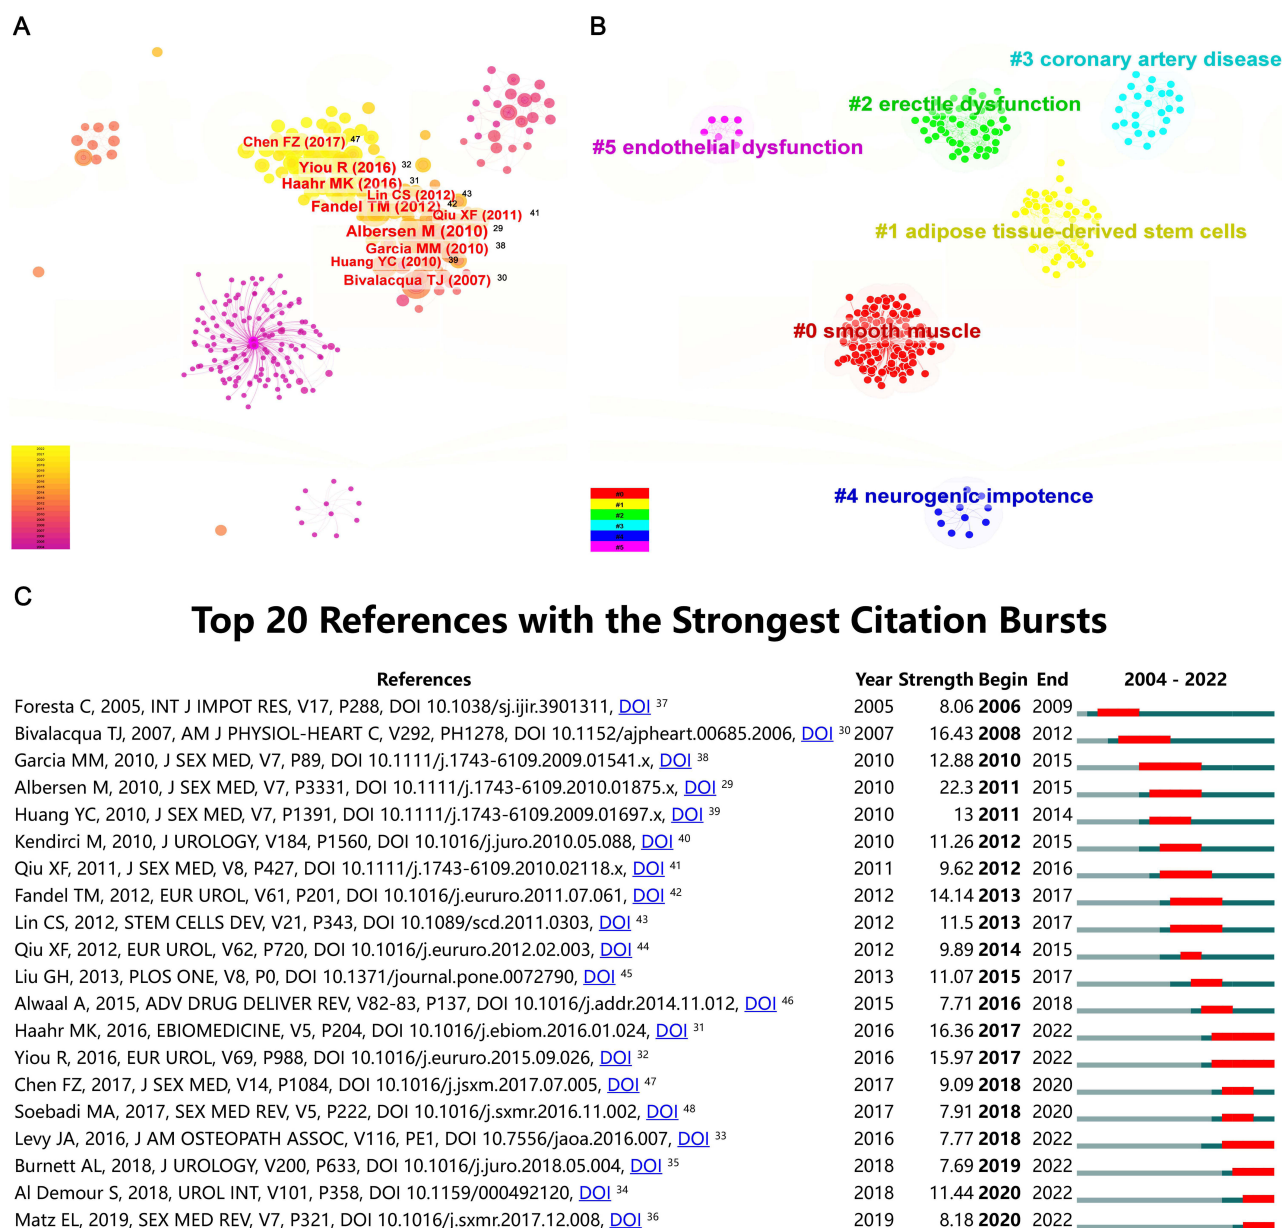 A
B
#3 coronary artery disease
#2 erectile dysfunction
#5 endothelial dysfunction
#1 adipose tissue-derived stem cells
#0 smooth muscle
#4 neurogenic impotence
Chen FZ (2017) 47
Yiou R (2016) 32
Haahr MK (2016) 31
Lin CS (2012) 43
Fandel TM (2012) 42
Qiu XF (2011) 41
Albersen M (2010) 29
Garcia MM (2010) 38
Huang YC (2010) 39
Bivalacqua TJ (2007) 30
#0
#1
#2
#3
#4
#5
C
Top 20 References with the Strongest Citation Bursts
References Year Strength Begin End 2004 - 2022
Foresta C, 2005, INT J IMPOT RES, V17, P288, DOI 10.1038/sj.ijir.3901311, DOI 37 2005 8.06 2006 2009
Bivalacqua TJ, 2007, AM J PHYSIOL-HEART C, V292, PH1278, DOI 10.1152/ajpheart.00685.2006, DOI 30 2007 16.43 2008 2012
Garcia MM, 2010, J SEX MED, V7, P89, DOI 10.1111/j.1743-6109.2009.01541.x, DOI 38 2010 12.88 2010 2015
Albersen M, 2010, J SEX MED, V7, P3331, DOI 10.1111/j.1743-6109.2010.01875.x, DOI 29 2010 22.3 2011 2015
Huang YC, 2010, J SEX MED, V7, P1391, DOI 10.1111/j.1743-6109.2009.01697.x, DOI 39 2010 13 2011 2014
Kendirci M, 2010, J UROLOGY, V184, P1560, DOI 10.1016/j.juro.2010.05.088, DOI 40 2010 11.26 2012 2015
Qiu XF, 2011, J SEX MED, V8, P427, DOI 10.1111/j.1743-6109.2010.02118.x, DOI 41 2011 9.62 2012 2016
Fandel TM, 2012, EUR UROL, V61, P201, DOI 10.1016/j.eururo.2011.07.061, DOI 42 2012 14.14 2013 2017
Lin CS, 2012, STEM CELLS DEV, V21, P343, DOI 10.1089/scd.2011.0303, DOI 43 2012 11.5 2013 2017
Qiu XF, 2012, EUR UROL, V62, P720, DOI 10.1016/j.eururo.2012.02.003, DOI 44 2012 9.89 2014 2015
Liu GH, 2013, PLOS ONE, V8, P0, DOI 10.1371/journal.pone.0072790, DOI 45 2013 11.07 2015 2017
Alwaal A, 2015, ADV DRUG DELIVER REV, V82-83, P137, DOI 10.1016/j.addr.2014.11.012, DOI 46 2015 7.71 2016 2018
Haahr MK, 2016, EBIOMEDICINE, V5, P204, DOI 10.1016/j.ebiom.2016.01.024, DOI 31 2016 16.36 2017 2022
Yiou R, 2016, EUR UROL, V69, P988, DOI 10.1016/j.eururo.2015.09.026, DOI 32 2016 15.97 2017 2022
Chen FZ, 2017, J SEX MED, V14, P1084, DOI 10.1016/j.jsxm.2017.07.005, DOI 47 2017 9.09 2018 2020
Soebadi MA, 2017, SEX MED REV, V5, P222, DOI 10.1016/j.sxmr.2016.11.002, DOI 48 2017 7.91 2018 2020
Levy JA, 2016, J AM OSTEOPATH ASSOC, V116, PE1, DOI 10.7556/jaoa.2016.007, DOI 33 2016 7.77 2018 2022
Burnett AL, 2018, J UROLOGY, V200, P633, DOI 10.1016/j.juro.2018.05.004, DOI 35 2018 7.69 2019 2022
Al Demour S, 2018, UROL INT, V101, P358, DOI 10.1159/000492120, DOI 34 2018 11.44 2020 2022
Matz EL, 2019, SEX MED REV, V7, P321, DOI 10.1016/j.sxmr.2017.12.008, DOI 36 2019 8.18 2020 2022